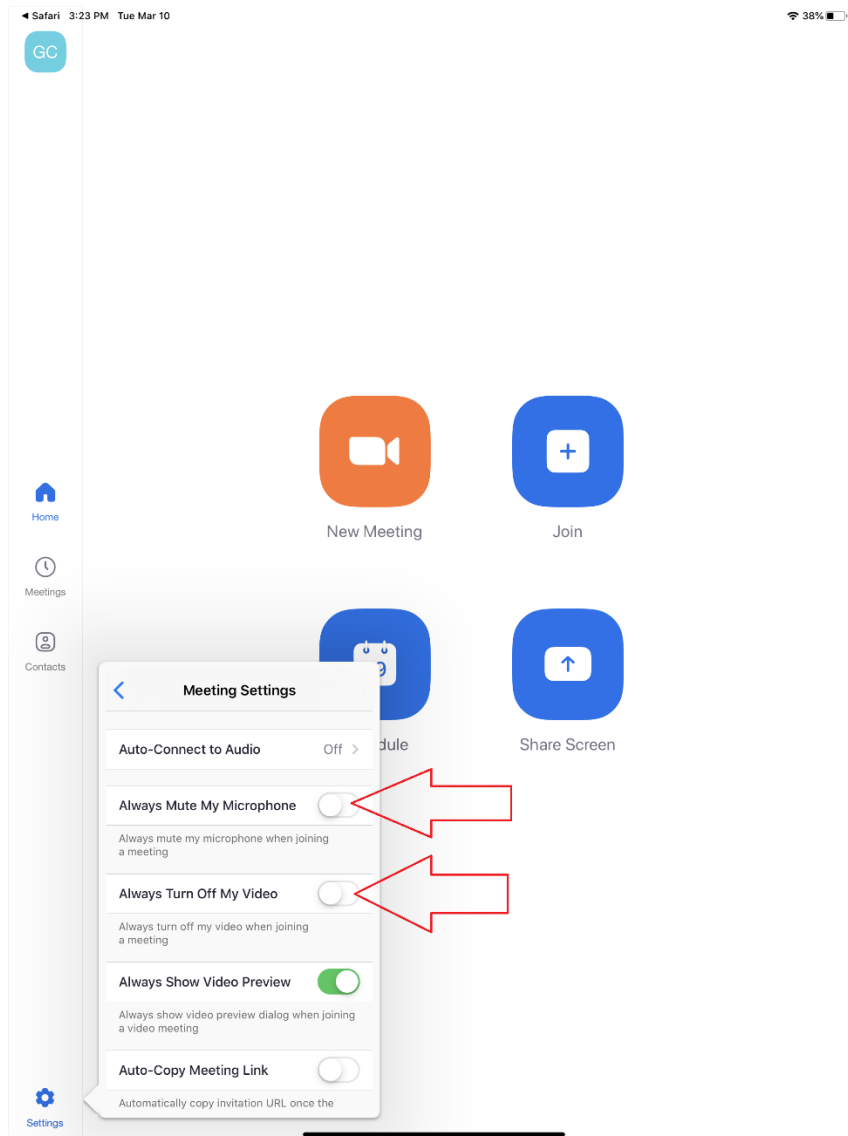 ◄ Safari 3:23 PM Tue Mar 10 38%
GC
New Meeting
Join
Home
Meetings
Contacts
9
dule
Share Screen
Meeting Settings
Auto-Connect to Audio Off >
Always Mute My Microphone
Always mute my microphone when joining
a meeting
Always Turn Off My Video
Always turn off my video when joining
a meeting
Always Show Video Preview
Always show video preview dialog when joining
a video meeting
Auto-Copy Meeting Link
Automatically copy invitation URL once the
Settings